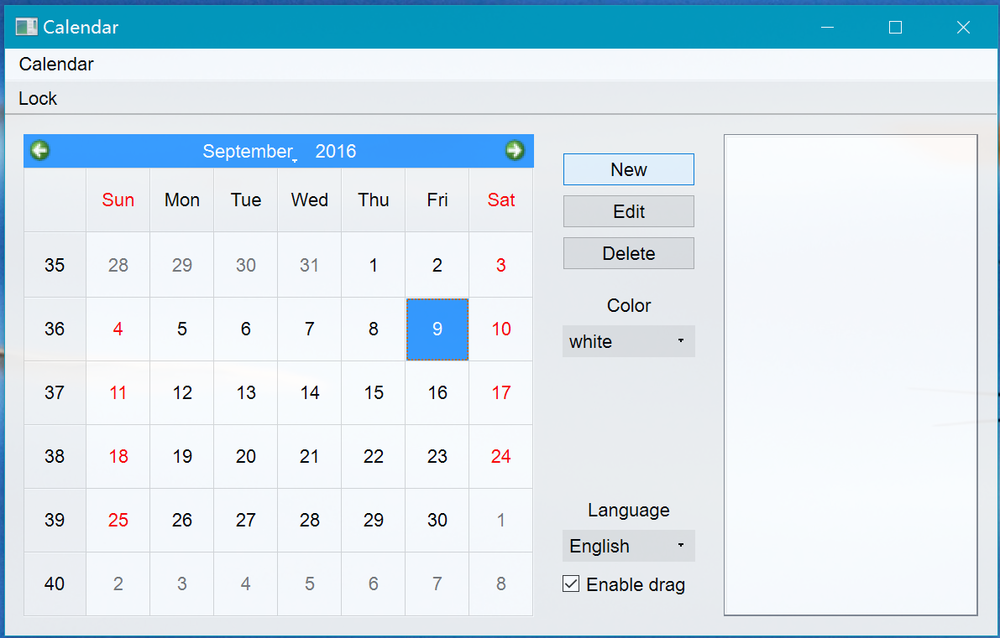 Calendar
Calendar
Lock
September 2016
Sun Mon Tue Wed Thu Fri Sat
35 28 29 30 31 1 2 3
36 4 5 6 7 8 9 10
37 11 12 13 14 15 16 17
38 18 19 20 21 22 23 24
39 25 26 27 28 29 30 1
40 2 3 4 5 6 7 8
New
Edit
Delete
Color
white
Language
English
Enable drag